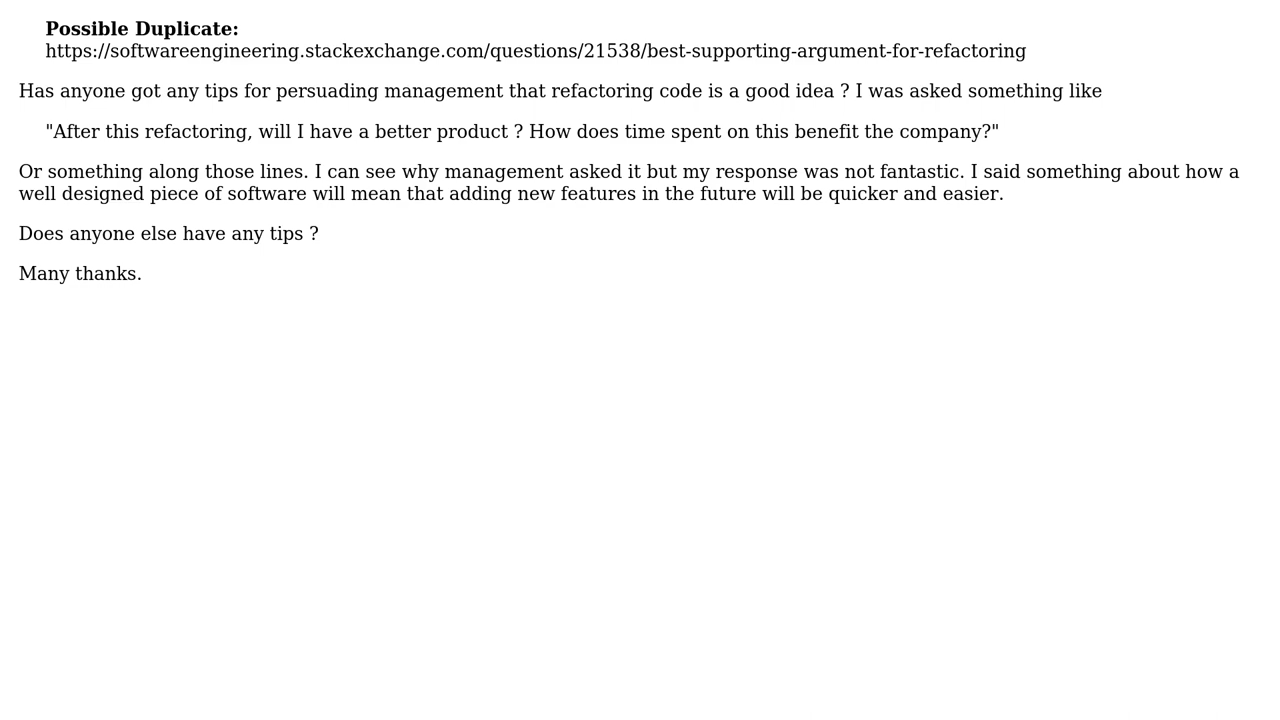 Possible Duplicate:
https://softwareengineering.stackexchange.com/questions/21538/best-supporting-argument-for-refactoring
Has anyone got any tips for persuading management that refactoring code is a good idea ? I was asked something like
"After this refactoring, will I have a better product ? How does time spent on this benefit the company?"
Or something along those lines. I can see why management asked it but my response was not fantastic. I said something about how a
well designed piece of software will mean that adding new features in the future will be quicker and easier.
Does anyone else have any tips ?
Many thanks.